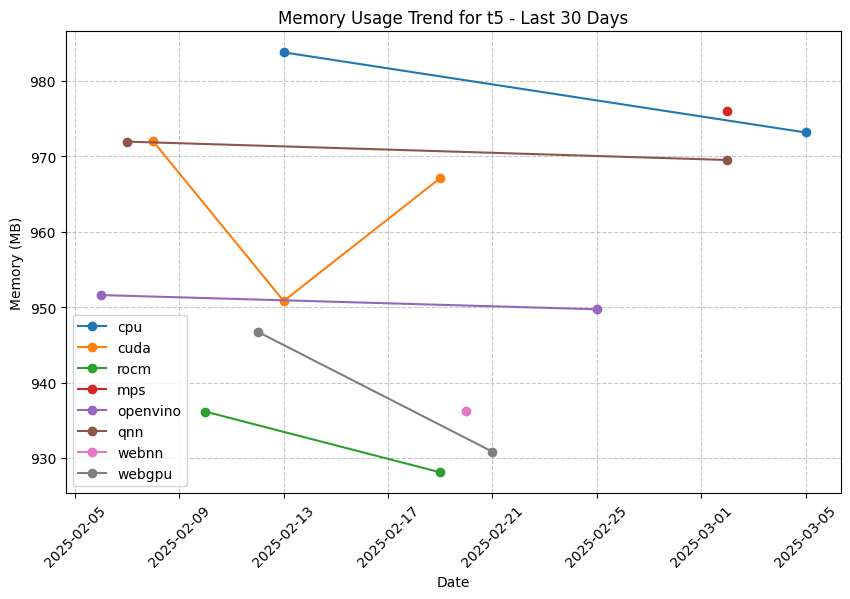 Memory Usage Trend for t5 - Last 30 Days
Memory (MB)
980
970
960
950
940
930
cpu
cuda
rocm
mps
openvino
qnn
webnn
webgpu
2025-02-05
2025-02-09
2025-02-13
2025-02-17
2025-02-21
2025-02-25
2025-03-01
2025-03-05
Date